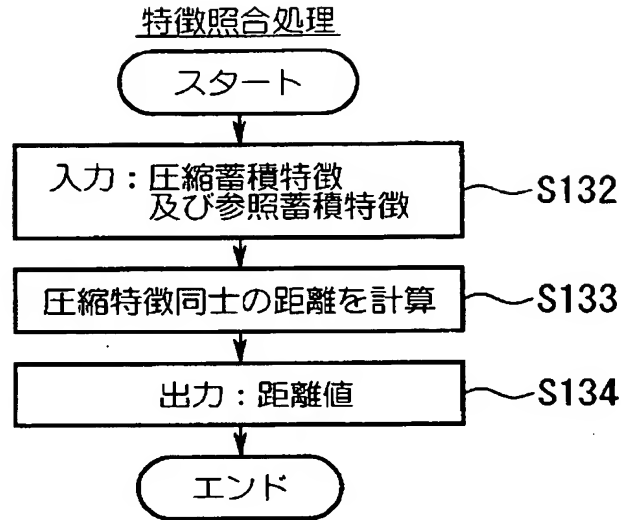 特徴照合処理
スタート
入力：圧縮蓄積特徴
及び参照蓄積特徴
S132
圧縮特徴同士の距離を計算
S133
出力：距離値
S134
エンド